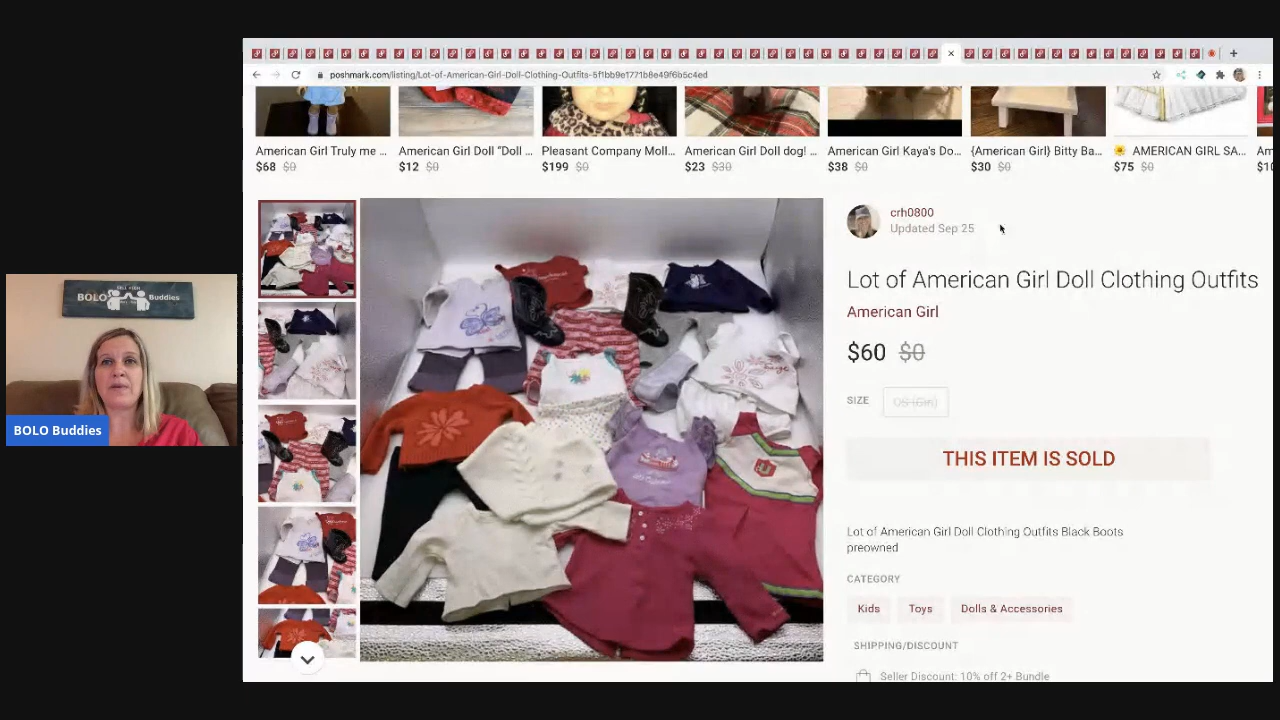 poshmark.com/listing/Lot-of-American-Girl-Doll-Clothing-Outfits-5f1bb9e1771b8e49f6b5c4ed
American Girl Truly me ...
$68 $0
American Girl Doll “Doll ...
$12 $0
Pleasant Company Moll...
$199 $0
American Girl Doll dog! ...
$23 $30
American Girl Kaya's Do...
$38 $0
{American Girl} Bitty Ba...
$30 $0
🌼 AMERICAN GIRL SA...
$75 $0
crh0800
Updated Sep 25
Lot of American Girl Doll Clothing Outfits
American Girl
$60 $0
SIZE
OS (Girl)
THIS ITEM IS SOLD
Lot of American Girl Doll Clothing Outfits Black Boots
preowned
CATEGORY
Kids Toys Dolls & Accessories
SHIPPING/DISCOUNT
Seller Discount: 10% off 2+ Bundle
BOLO Buddies
BOLO Buddies